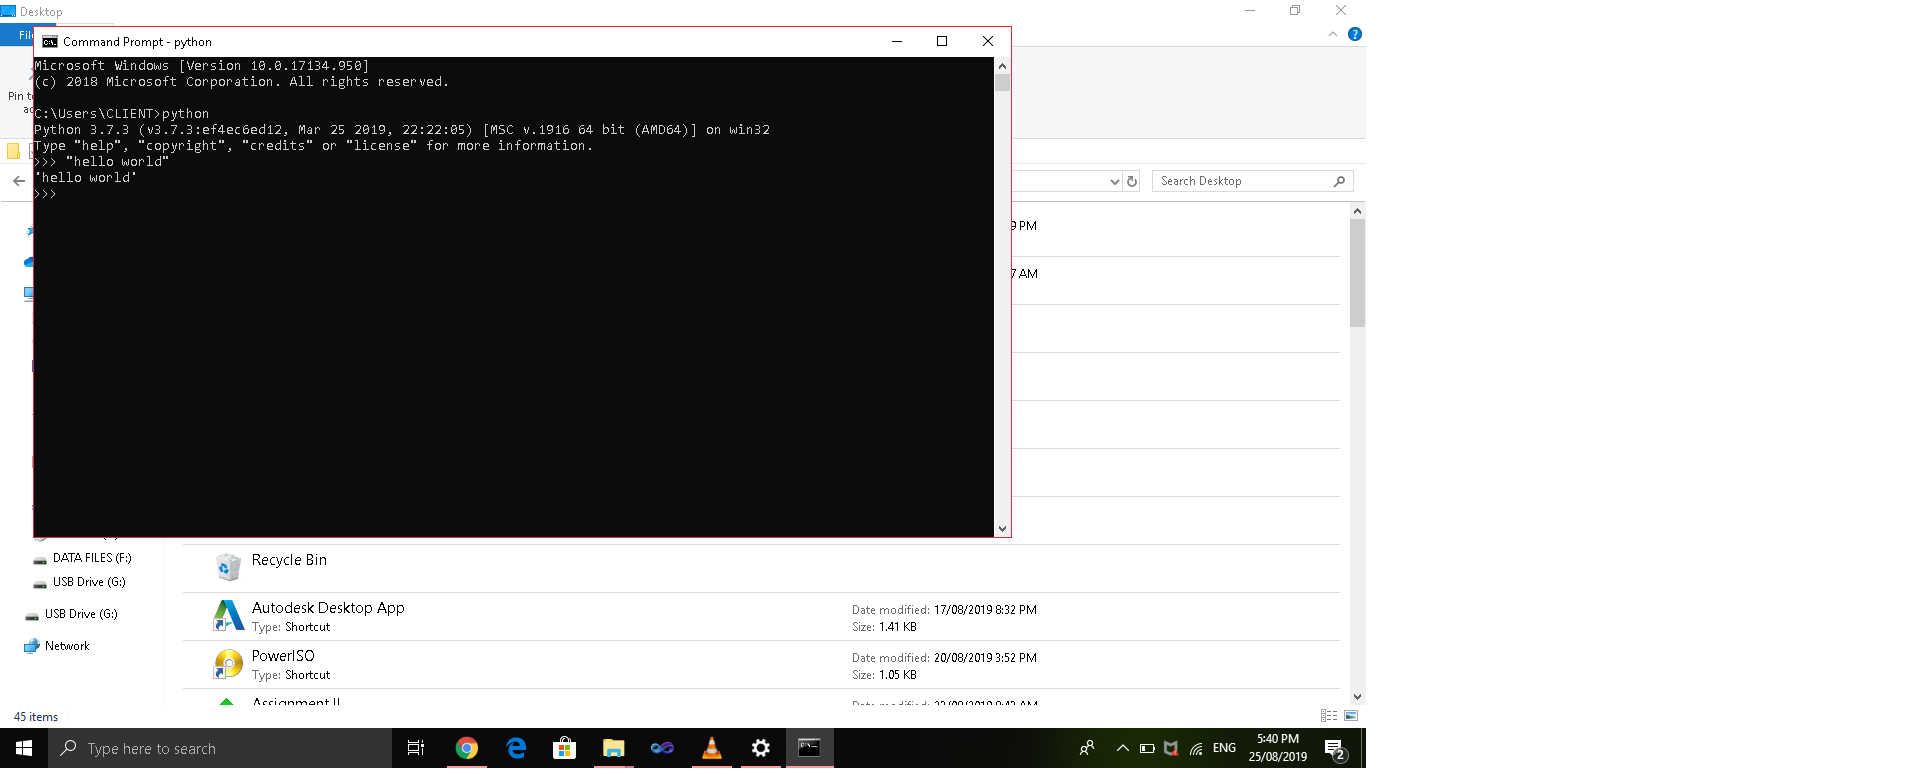 Desktop
File
Command Prompt - python
Microsoft Windows [Version 10.0.17134.950]
(c) 2018 Microsoft Corporation. All rights reserved.
C:\Users\CLIENT>python
Python 3.7.3 (v3.7.3:ef4ec6ed12, Mar 25 2019, 22:22:05) [MSC v.1916 64 bit (AMD64)] on win32
Type "help", "copyright", "credits" or "license" for more information.
>>> "hello world"
'hello world'
>>>
Pin to
Search Desktop
9 PM
7 AM
DATA FILES (F:)
USB Drive (G:)
USB Drive (G:)
Network
Recycle Bin
Autodesk Desktop App
Type: Shortcut
Date modified: 17/08/2019 8:32 PM
Size: 1.41 KB
PowerISO
Type: Shortcut
Date modified: 20/08/2019 3:52 PM
Size: 1.05 KB
Assignment II
45 items
Type here to search
ENG
5:40 PM
25/08/2019
2